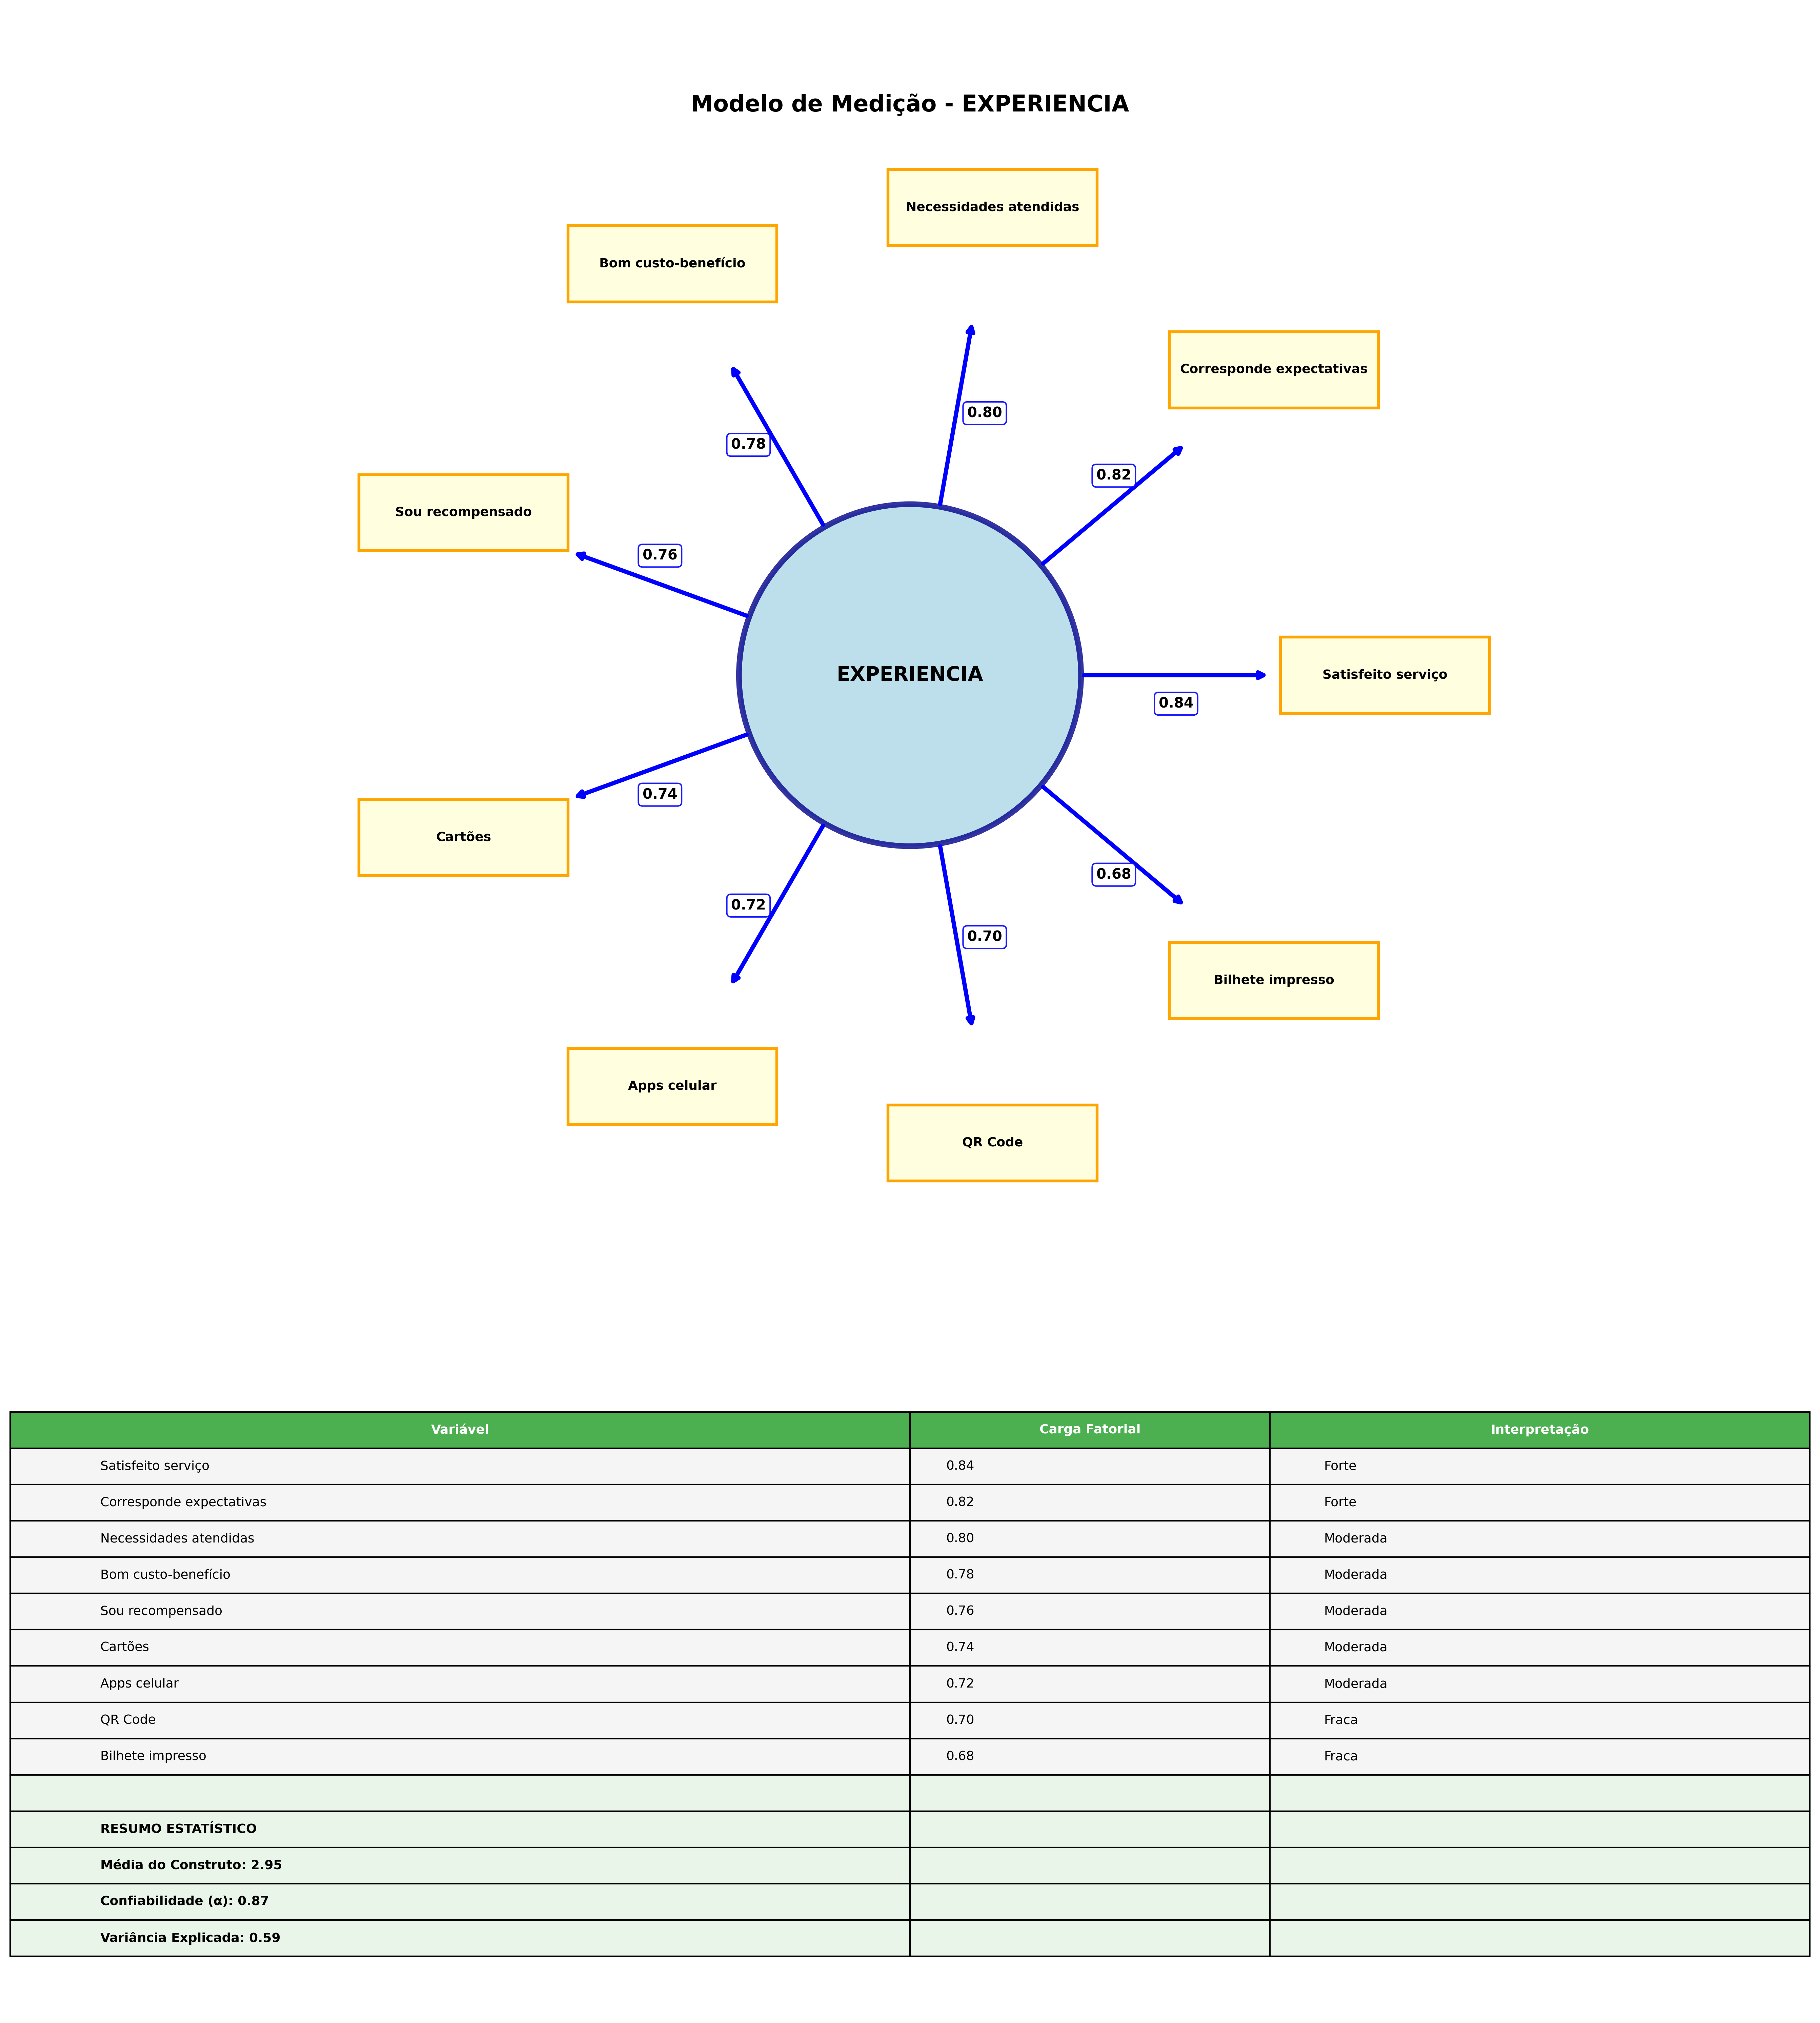 Modelo de Medição - EXPERIENCIA
Necessidades atendidas
Bom custo-benefício
Corresponde expectativas
0.80
0.78
0.82
Sou recompensado
0.76
EXPERIENCIA
Satisfeito serviço
0.84
0.74
Cartões
0.68
0.72
0.70
Bilhete impresso
Apps celular
QR Code
Variável Carga Fatorial Interpretação
Satisfeito serviço 0.84 Forte
Corresponde expectativas 0.82 Forte
Necessidades atendidas 0.80 Moderada
Bom custo-benefício 0.78 Moderada
Sou recompensado 0.76 Moderada
Cartões 0.74 Moderada
Apps celular 0.72 Moderada
QR Code 0.70 Fraca
Bilhete impresso 0.68 Fraca
RESUMO ESTATÍSTICO
Média do Construto: 2.95
Confiabilidade (α): 0.87
Variância Explicada: 0.59